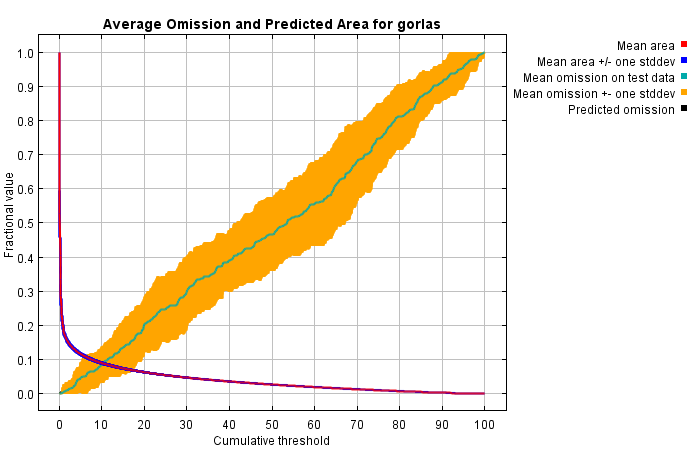 Average Omission and Predicted Area for gorlas
Mean area
Mean area +/- one stddev
Mean omission on test data
Mean omission +- one stddev
Predicted omission
Fractional value
1.0
0.9
0.8
0.7
0.6
0.5
0.4
0.3
0.2
0.1
0.0
0 10 20 30 40 50 60 70 80 90 100
Cumulative threshold